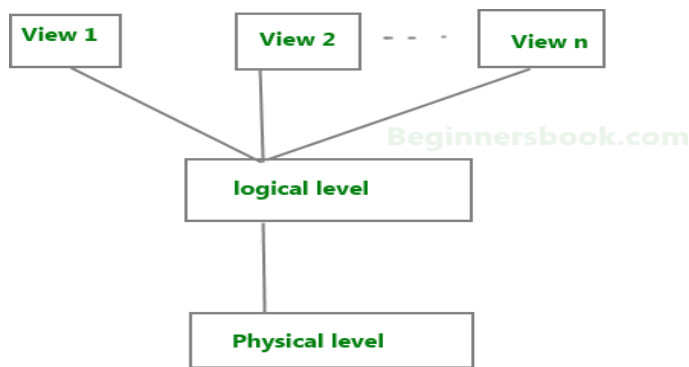 View 1
View 2
View n
Beginnersbook.com
logical level
Physical level